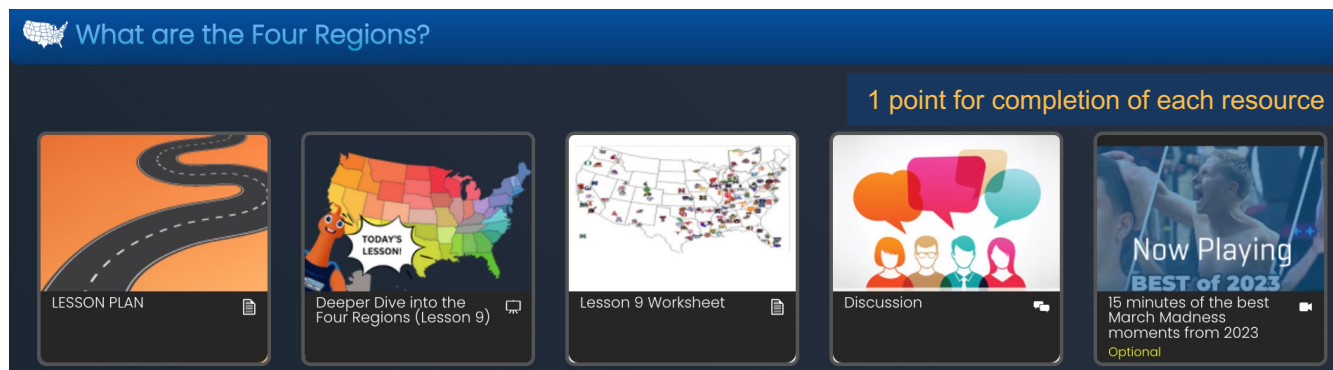 What are the Four Regions?
1 point for completion of each resource
TODAY'S
LESSON!
Now Playing
BEST of 2023
LESSON PLAN
Deeper Dive into the
Four Regions (Lesson 9)
Lesson 9 Worksheet
Discussion
15 minutes of the best
March Madness
moments from 2023
Optional